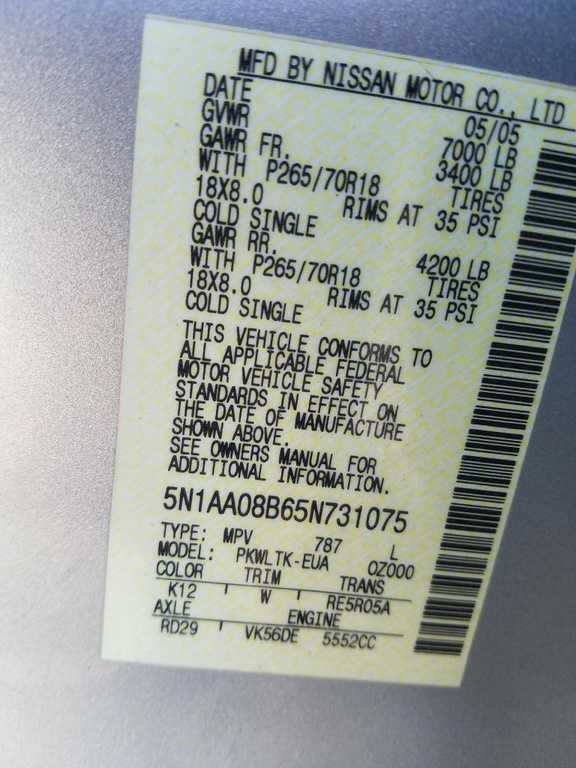 MFD BY NISSAN MOTOR CO., LTD
DATE 05/05
GVWR 7000 LB
GAWR FR. 3400 LB
WITH P265/70R18 TIRES
18X8.0 RIMS AT 35 PSI
COLD SINGLE
GAWR RR. 4200 LB
WITH P265/70R18 TIRES
18X8.0 RIMS AT 35 PSI
COLD SINGLE
THIS VEHICLE CONFORMS TO
ALL APPLICABLE FEDERAL
MOTOR VEHICLE SAFETY
STANDARDS IN EFFECT ON
THE DATE OF MANUFACTURE
SHOWN ABOVE.
SEE OWNERS MANUAL FOR
ADDITIONAL INFORMATION.
5N1AA08B65N731075
TYPE: MPV 787 L
MODEL: PKWLTK-EUA 0Z000
COLOR TRIM TRANS
K12 W RE5R05A
AXLE ENGINE
RD29 VK56DE 5552CC